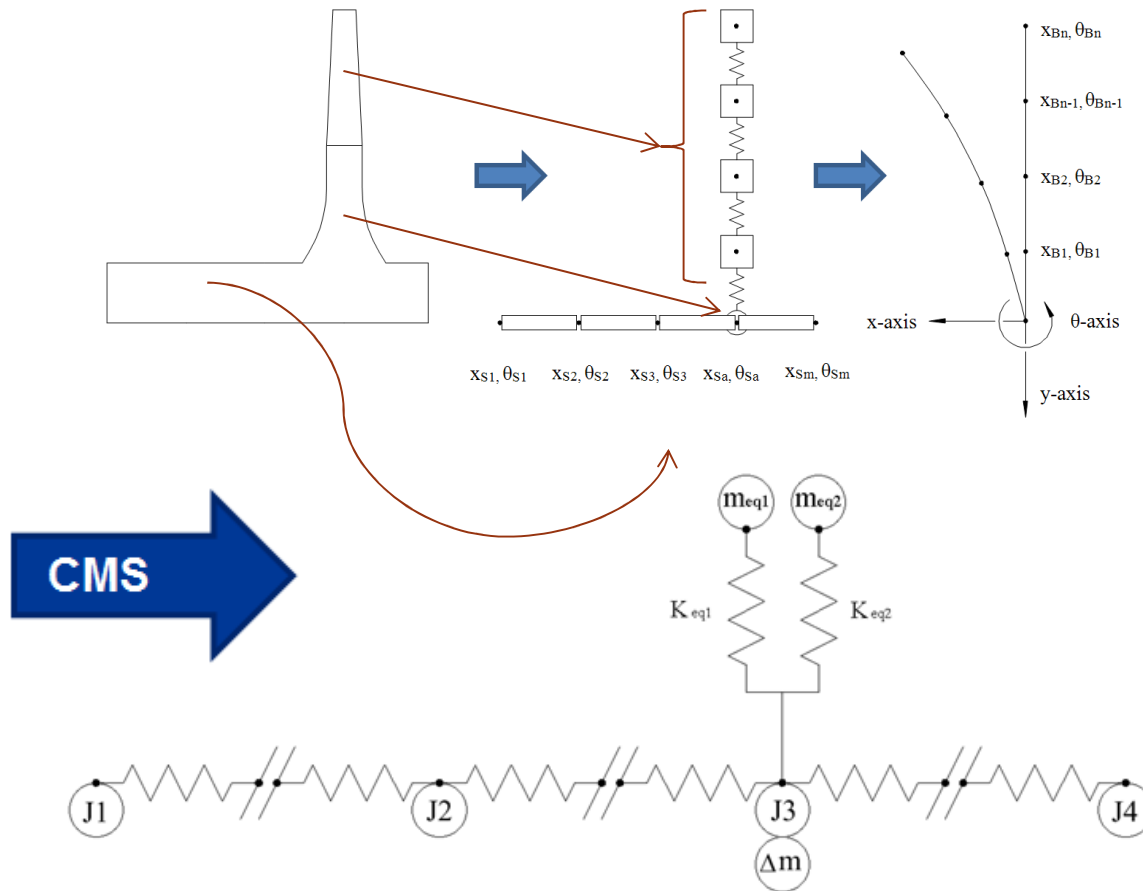 xBn, θBn
xBn-1, θBn-1
xB2, θB2
xB1, θB1
x-axis
θ-axis
xS1, θS1
xS2, θS2
xS3, θS3
xSa, θSa
xSm, θSm
y-axis
meq1
meq2
CMS
Keq1
Keq2
J1
J2
J3
J4
Δm